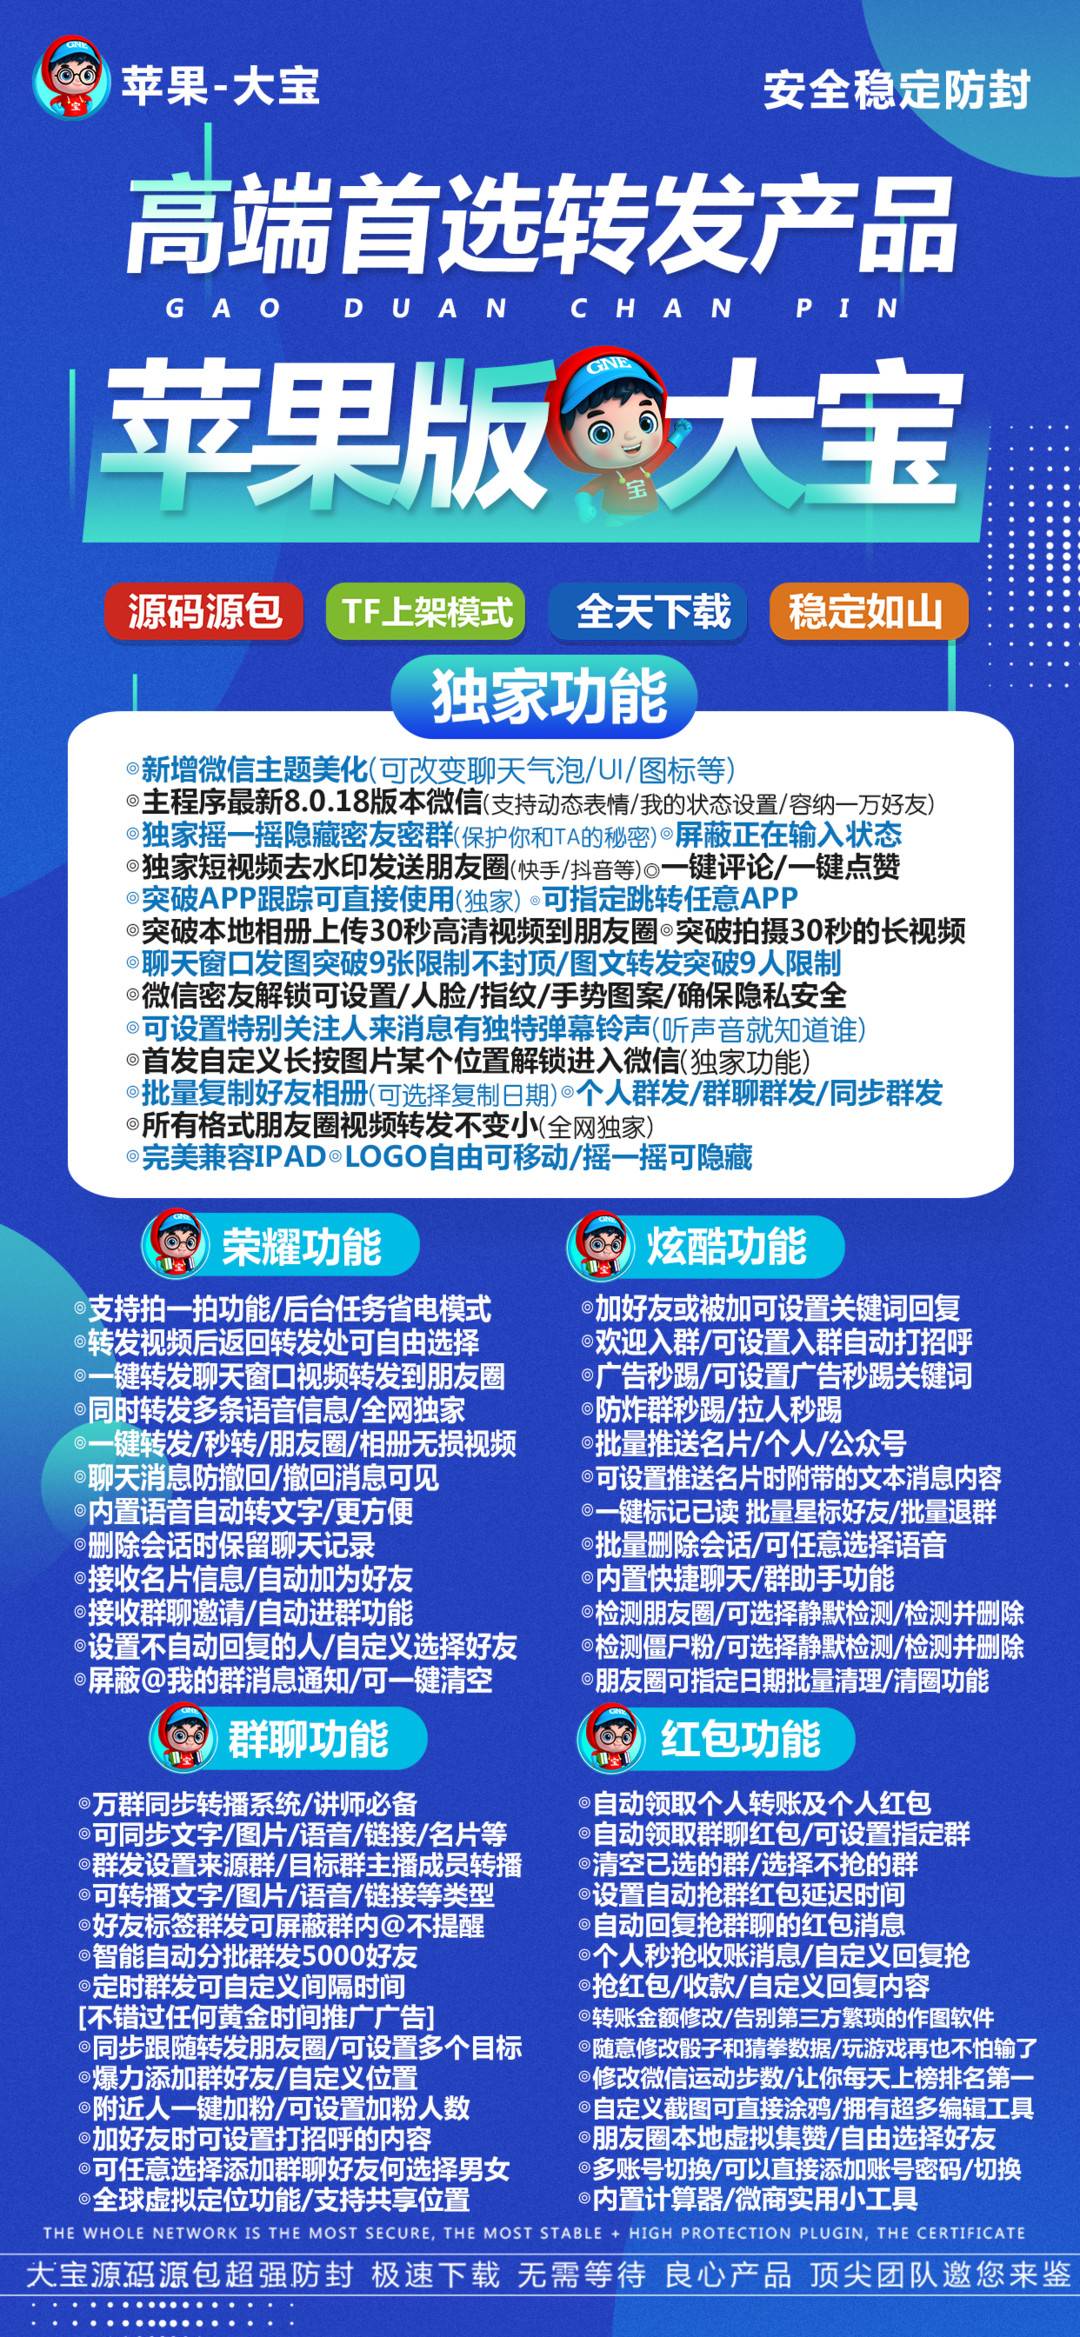 苹果-大宝
安全稳定防封
高端首选转发产品
GAO DUAN CHAN PIN
GNE
苹果版大宝
宝
源码源包
TF上架模式
全天下载
稳定如山
独家功能
◎新增微信主题美化(可改变聊天气泡/UI/图标等)
◎主程序最新8.0.18版本微信(支持动态表情/我的状态设置/容纳一万好友)
◎独家摇一摇隐藏密友密群(保护你和TA的秘密)◎屏蔽正在输入状态
◎独家短视频去水印发送朋友圈(快手/抖音等)◎一键评论/一键点赞
◎突破APP跟踪可直接使用(独家) ◎可指定跳转任意APP
◎突破本地相册上传30秒高清视频到朋友圈◎突破拍摄30秒的长视频
◎聊天窗口发图突破9张限制不封顶/图文转发突破9人限制
◎微信密友解锁可设置/人脸/指纹/手势图案/确保隐私安全
◎可设置特别关注人来消息有独特弹幕铃声(听声音就知道谁)
◎首发自定义长按图片某个位置解锁进入微信(独家功能)
◎批量复制好友相册(可选择复制日期)◎个人群发/群聊群发/同步群发
◎所有格式朋友圈视频转发不变小(全网独家)
◎完美兼容IPAD◎LOGO自由可移动/摇一摇可隐藏
荣耀功能
◎支持拍一拍功能/后台任务省电模式
◎转发视频后返回转发处可自由选择
◎一键转发聊天窗口视频转发到朋友圈
◎同时转发多条语音信息/全网独家
◎一键转发/秒转/朋友圈/相册无损视频
◎聊天消息防撤回/撤回消息可见
◎内置语音自动转文字/更方便
◎删除会话时保留聊天记录
◎接收名片信息/自动加为好友
◎接收群聊邀请/自动进群功能
◎设置不自动回复的人/自定义选择好友
◎屏蔽@我的群消息通知/可一键清空
炫酷功能
◎加好友或被加可设置关键词回复
◎欢迎入群/可设置入群自动打招呼
◎广告秒踢/可设置广告秒踢关键词
◎防炸群秒踢/拉人秒踢
◎批量推送名片/个人/公众号
◎可设置推送名片时附带的文本消息内容
◎一键标记已读 批量星标好友/批量退群
◎批量删除会话/可任意选择语音
◎内置快捷聊天/群助手功能
◎检测朋友圈/可选择静默检测/检测并删除
◎检测僵尸粉/可选择静默检测/检测并删除
◎朋友圈可指定日期批量清理/清圈功能
群聊功能
◎万群同步转播系统/讲师必备
◎可同步文字/图片/语音/链接/名片等
◎群发设置来源群/目标群主播成员转播
◎可转播文字/图片/语音/链接等类型
◎好友标签群发可屏蔽群内@不提醒
◎智能自动分批群发5000好友
◎定时群发可自定义间隔时间
[不错过任何黄金时间推广广告]
◎同步跟随转发朋友圈/可设置多个目标
◎爆力添加群好友/自定义位置
◎附近人一键加粉/可设置加粉人数
◎加好友时可设置打招呼的内容
◎可任意选择添加群聊好友何选择男女
◎全球虚拟定位功能/支持共享位置
红包功能
◎自动领取个人转账及个人红包
◎自动领取群聊红包/可设置指定群
◎清空已选的群/选择不抢的群
◎设置自动抢群红包延迟时间
◎自动回复抢群聊的红包消息
◎个人秒抢收账消息/自定义回复抢
◎抢红包/收款/自定义回复内容
◎转账金额修改/告别第三方繁琐的作图软件
◎随意修改骰子和猜拳数据/玩游戏再也不怕输了
◎修改微信运动步数/让你每天上榜排名第一
◎自定义截图可直接涂鸦/拥有超多编辑工具
◎朋友圈本地虚拟集赞/自由选择好友
◎多账号切换/可以直接添加账号密码/切换
◎内置计算器/微商实用小工具
THE WHOLE NETWORK IS THE MOST SECURE, THE MOST STABLE + HIGH PROTECTION PLUGIN, THE CERTIFICATE
大宝源码源包超强防封 极速下载 无需等待 良心产品 顶尖团队邀您来鉴